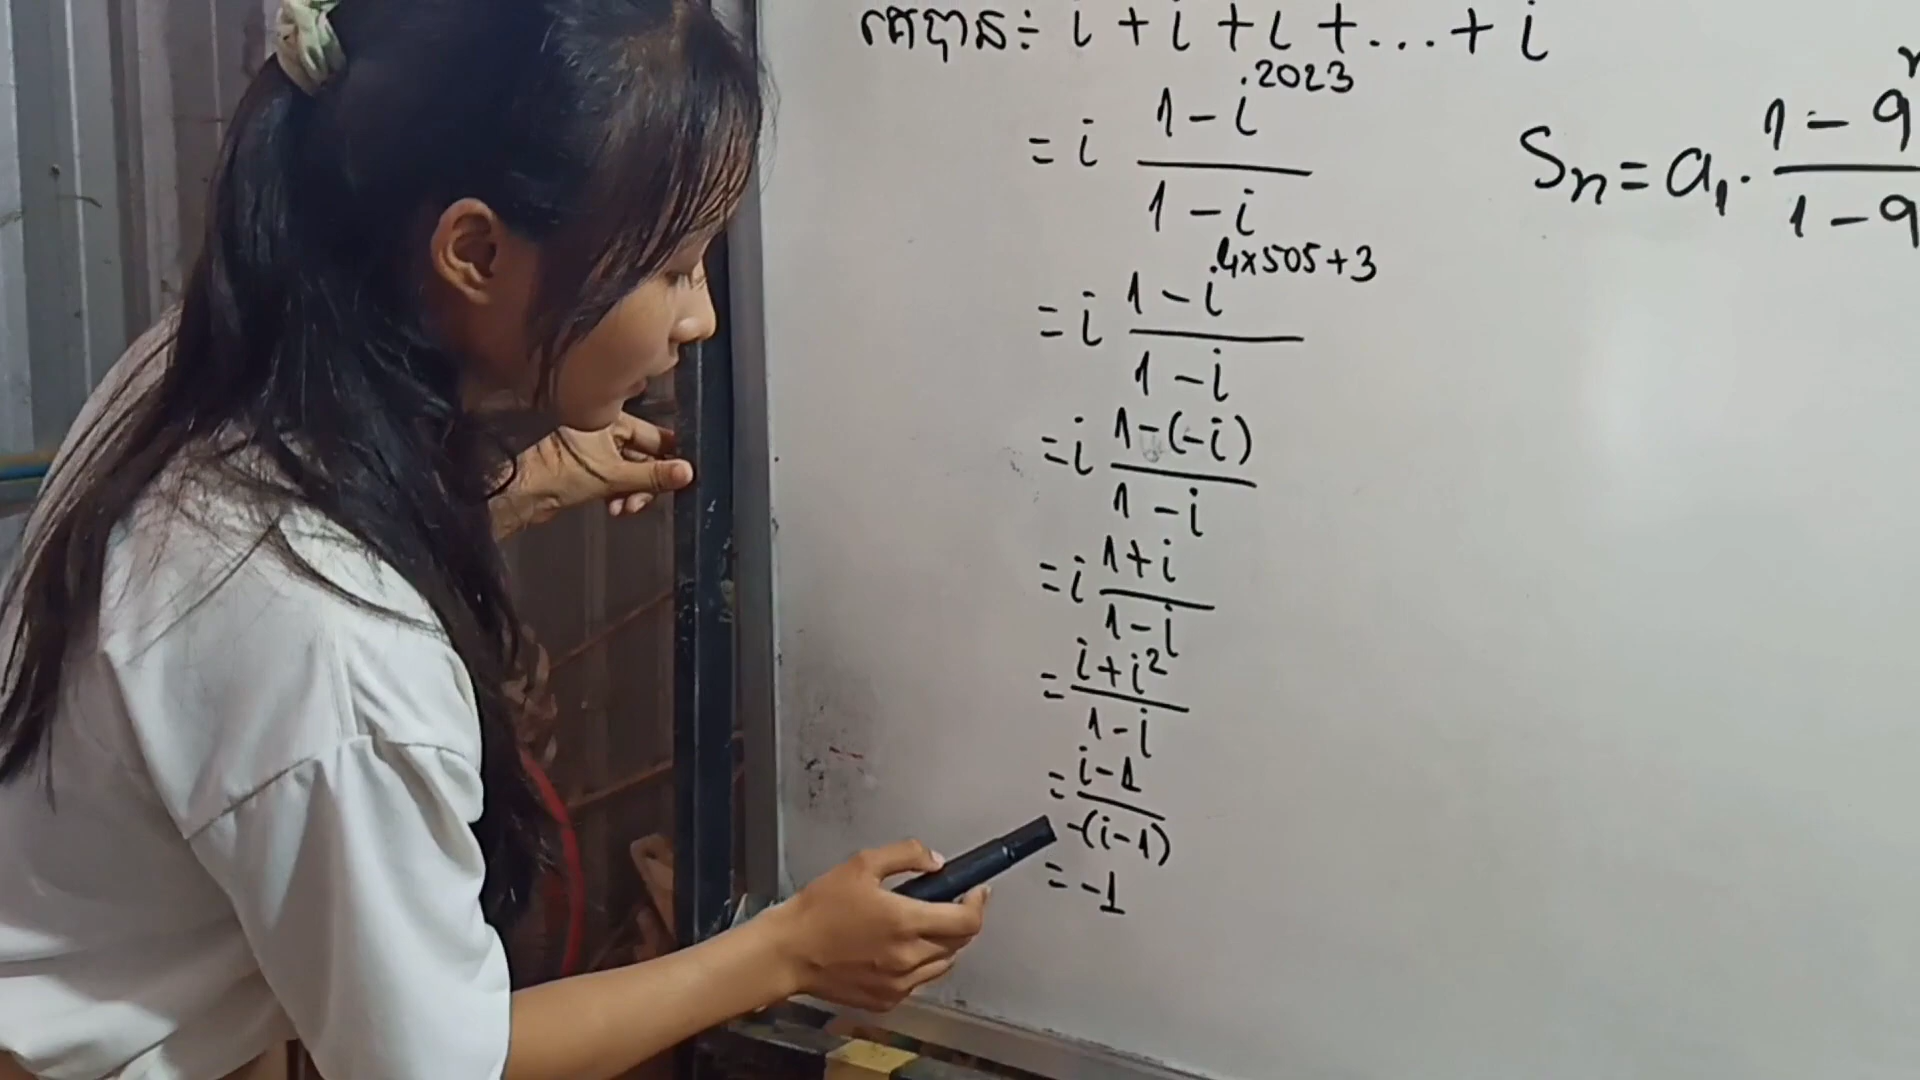 គេបាន÷ i + i + i + ... + i
= i (1 - i^2023) / (1 - i)
Sn = a₁ · (1 - q^n) / (1 - q)
= i (1 - i^(4x505+3)) / (1 - i)
= i (1 - (-i)) / (1 - i)
= i (1 + i) / (1 - i)
= (i + i²) / (1 - i)
= (i - 1) / (-(i - 1))
= -1